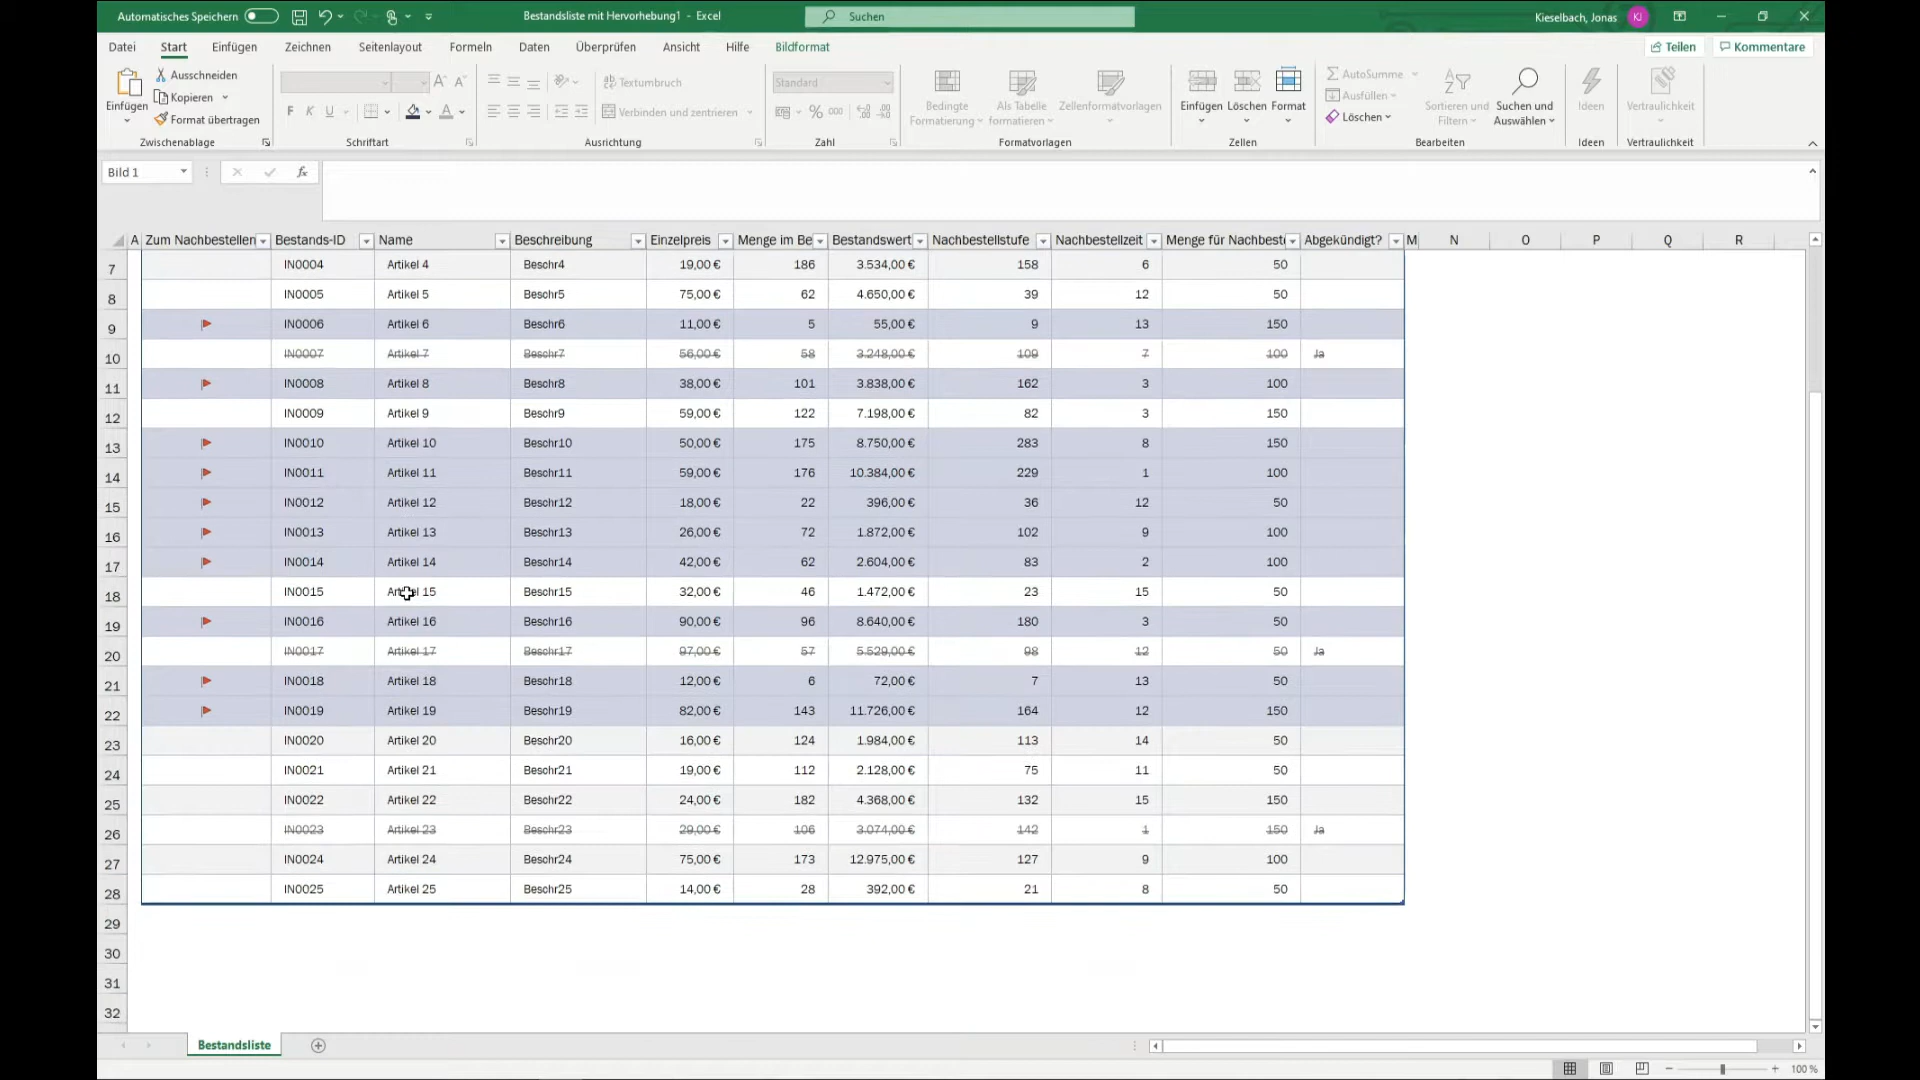 Automatisches Speichern
Bestandsliste mit Hervorhebung1 - Excel
Suchen
Kieselbach, Jonas KJ
Datei Start Einfügen Zeichnen Seitenlayout Formeln Daten Überprüfen Ansicht Hilfe Bildformat
Teilen Kommentare
Einfügen
Ausschneiden
Kopieren
Format übertragen
Zwischenablage
F K U
Schriftart
Textumbruch
Verbinden und zentrieren
Ausrichtung
Standard
% 000
Zahl
Bedingte Formatierung
Als Tabelle formatieren
Zellenformatvorlagen
Formatvorlagen
Einfügen Löschen Format
Zellen
AutoSumme
Ausfüllen
Löschen
Sortieren und Filtern
Suchen und Auswählen
Bearbeiten
Ideen
Ideen
Vertraulichkeit
Vertraulichkeit
Bild 1
fx
A Zum Nachbestellen Bestands-ID Name Beschreibung Einzelpreis Menge im Be Bestandswert Nachbestellstufe Nachbestellzeit Menge für Nachbest Abgekündigt? M N O P Q R
7 IN0004 Artikel 4 Beschr4 19,00 € 186 3.534,00 € 158 6 50
8 IN0005 Artikel 5 Beschr5 75,00 € 62 4.650,00 € 39 12 50
9 IN0006 Artikel 6 Beschr6 11,00 € 5 55,00 € 9 13 150
10 IN0007 Artikel 7 Beschr7 56,00 € 58 3.248,00 € 109 7 100 Ja
11 IN0008 Artikel 8 Beschr8 38,00 € 101 3.838,00 € 162 3 100
12 IN0009 Artikel 9 Beschr9 59,00 € 122 7.198,00 € 82 3 150
13 IN0010 Artikel 10 Beschr10 50,00 € 175 8.750,00 € 283 8 150
14 IN0011 Artikel 11 Beschr11 59,00 € 176 10.384,00 € 229 1 100
15 IN0012 Artikel 12 Beschr12 18,00 € 22 396,00 € 36 12 50
16 IN0013 Artikel 13 Beschr13 26,00 € 72 1.872,00 € 102 9 100
17 IN0014 Artikel 14 Beschr14 42,00 € 62 2.604,00 € 83 2 100
18 IN0015 Artikel 15 Beschr15 32,00 € 46 1.472,00 € 23 15 50
19 IN0016 Artikel 16 Beschr16 90,00 € 96 8.640,00 € 180 3 50
20 IN0017 Artikel 17 Beschr17 97,00 € 57 5.529,00 € 98 12 50 Ja
21 IN0018 Artikel 18 Beschr18 12,00 € 6 72,00 € 7 13 50
22 IN0019 Artikel 19 Beschr19 82,00 € 143 11.726,00 € 164 12 150
23 IN0020 Artikel 20 Beschr20 16,00 € 124 1.984,00 € 113 14 50
24 IN0021 Artikel 21 Beschr21 19,00 € 112 2.128,00 € 75 11 50
25 IN0022 Artikel 22 Beschr22 24,00 € 182 4.368,00 € 132 15 150
26 IN0023 Artikel 23 Beschr23 29,00 € 106 3.074,00 € 142 1 150 Ja
27 IN0024 Artikel 24 Beschr24 75,00 € 173 12.975,00 € 127 9 100
28 IN0025 Artikel 25 Beschr25 14,00 € 28 392,00 € 21 8 50
29
30
31
32
Bestandsliste
100 %